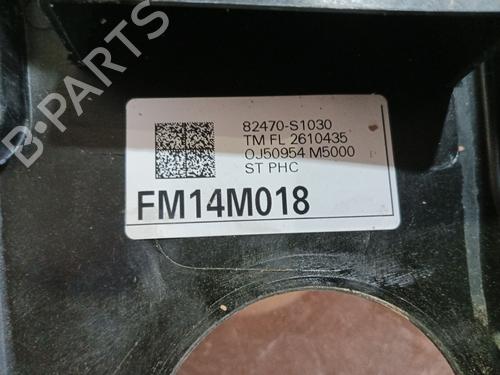 82470-S1030
TM FL 2610435
OJ50954 M5000
ST PHC
FM14M018
B-PARTS